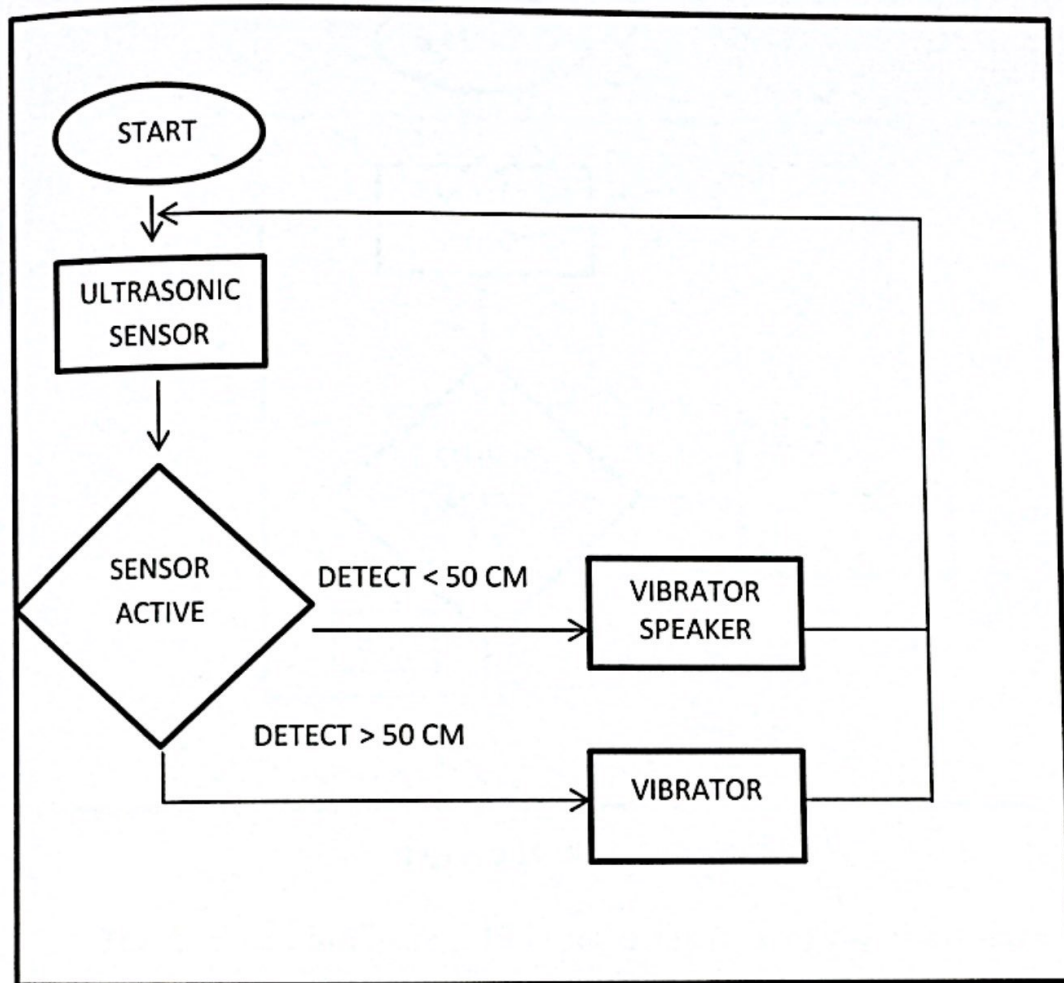 START
ULTRASONIC
SENSOR
SENSOR
ACTIVE
DETECT < 50 CM
VIBRATOR
SPEAKER
DETECT > 50 CM
VIBRATOR